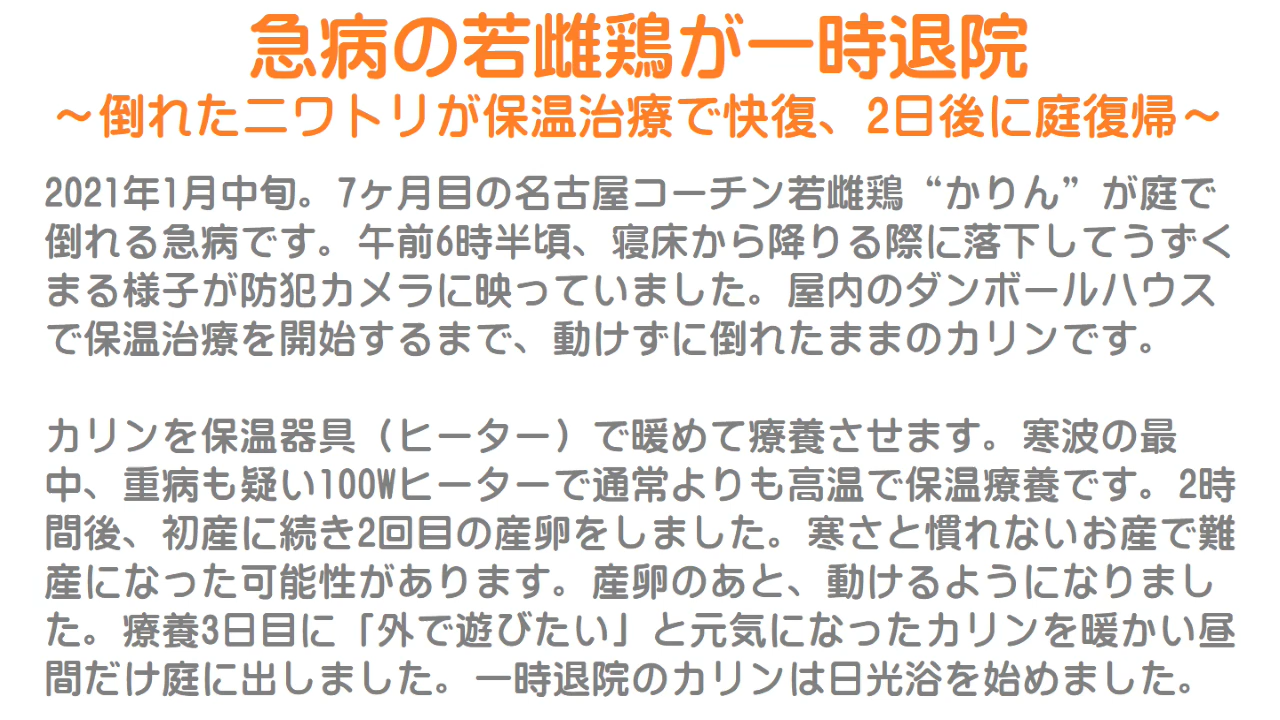 急病の若雌鶏が一時退院
～倒れたニワトリが保温治療で快復、2日後に庭復帰～
2021年1月中旬。7ヶ月目の名古屋コーチン若雌鶏“かりん”が庭で
倒れる急病です。午前6時半頃、寝床から降りる際に落下してうずく
まる様子が防犯カメラに映っていました。屋内のダンボールハウス
で保温治療を開始するまで、動けずに倒れたままのカリンです。
カリンを保温器具（ヒーター）で暖めて療養させます。寒波の最
中、重病も疑い100Wヒーターで通常よりも高温で保温療養です。2時
間後、初産に続き2回目の産卵をしました。寒さと慣れないお産で難
産になった可能性があります。産卵のあと、動けるようになりまし
た。療養3日目に「外で遊びたい」と元気になったカリンを暖かい昼
間だけ庭に出しました。一時退院のカリンは日光浴を始めました。